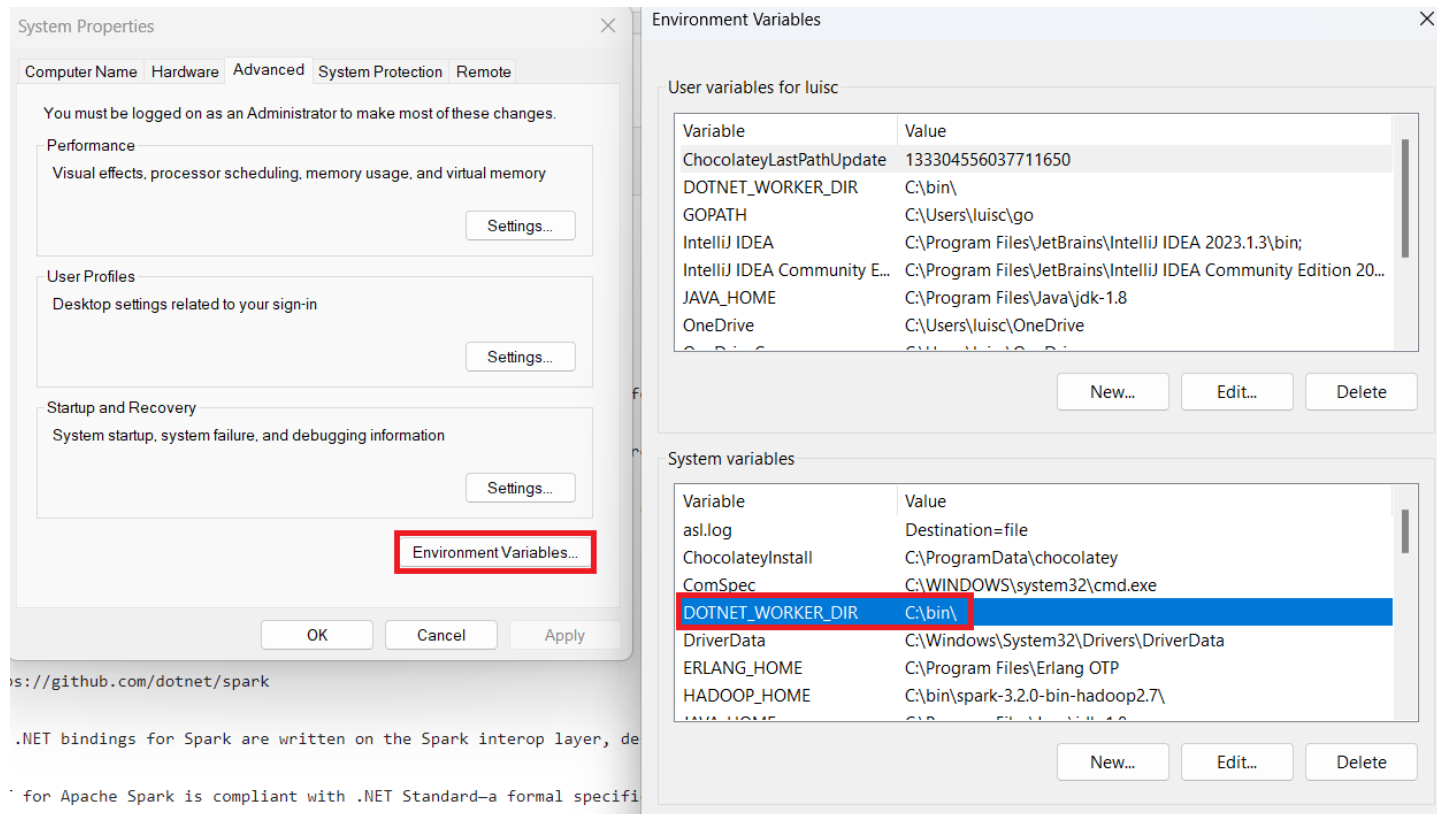 System Properties
Computer Name Hardware Advanced System Protection Remote
You must be logged on as an Administrator to make most of these changes.
Performance
Visual effects, processor scheduling, memory usage, and virtual memory
Settings...
User Profiles
Desktop settings related to your sign-in
Settings...
Startup and Recovery
System startup, system failure, and debugging information
Settings...
Environment Variables...
OK Cancel Apply
s://github.com/dotnet/spark
.NET bindings for Spark are written on the Spark interop layer, de
for Apache Spark is compliant with .NET Standard—a formal specifi
Environment Variables
User variables for luisc
Variable Value
ChocolateyLastPathUpdate 133304556037711650
DOTNET_WORKER_DIR C:\bin\
GOPATH C:\Users\luisc\go
IntelliJ IDEA C:\Program Files\JetBrains\IntelliJ IDEA 2023.1.3\bin;
IntelliJ IDEA Community E... C:\Program Files\JetBrains\IntelliJ IDEA Community Edition 20...
JAVA_HOME C:\Program Files\Java\jdk-1.8
OneDrive C:\Users\luisc\OneDrive
New... Edit... Delete
System variables
Variable Value
asl.log Destination=file
ChocolateyInstall C:\ProgramData\chocolatey
ComSpec C:\WINDOWS\system32\cmd.exe
DOTNET_WORKER_DIR C:\bin\
DriverData C:\Windows\System32\Drivers\DriverData
ERLANG_HOME C:\Program Files\Erlang OTP
HADOOP_HOME C:\bin\spark-3.2.0-bin-hadoop2.7\
New... Edit... Delete